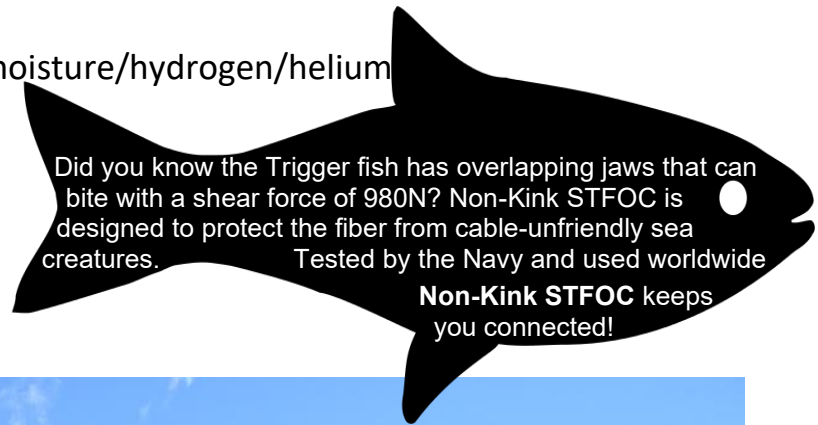 moisture/hydrogen/helium
Did you know the Trigger fish has overlapping jaws that can
bite with a shear force of 980N? Non-Kink STFOC is
designed to protect the fiber from cable-unfriendly sea
creatures. Tested by the Navy and used worldwide
Non-Kink STFOC keeps
you connected!